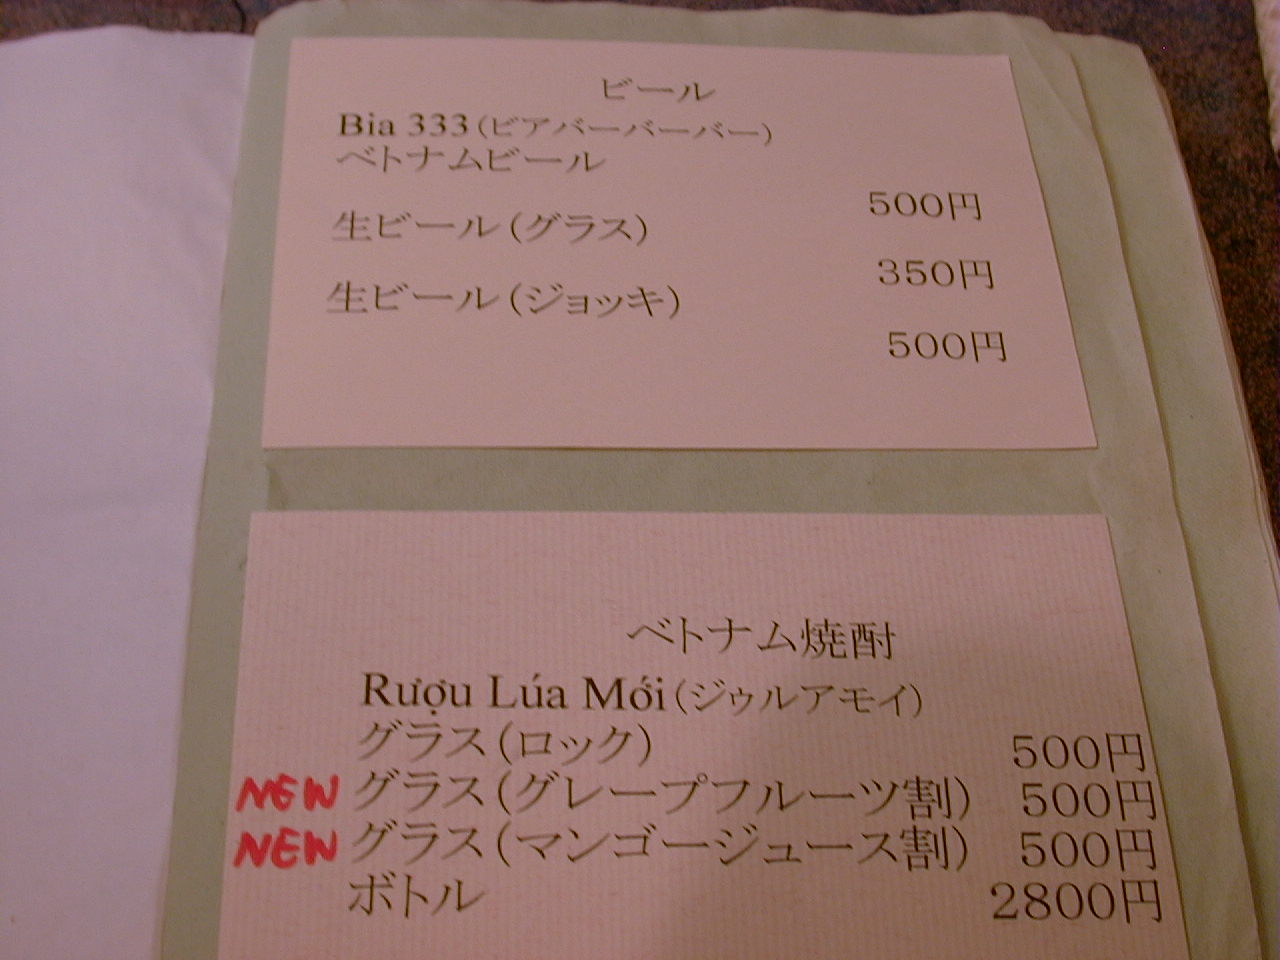 ビール
Bia 333(ビアバーバーバー)
ベトナムビール
500円
生ビール(グラス)
350円
生ビール(ジョッキ)
500円
ベトナム焼酎
Rượu Lúa Mới(ジゥルアモイ)
グラス(ロック) 500円
NEW グラス(グレープフルーツ割) 500円
NEW グラス(マンゴージュース割) 500円
ボトル 2800円